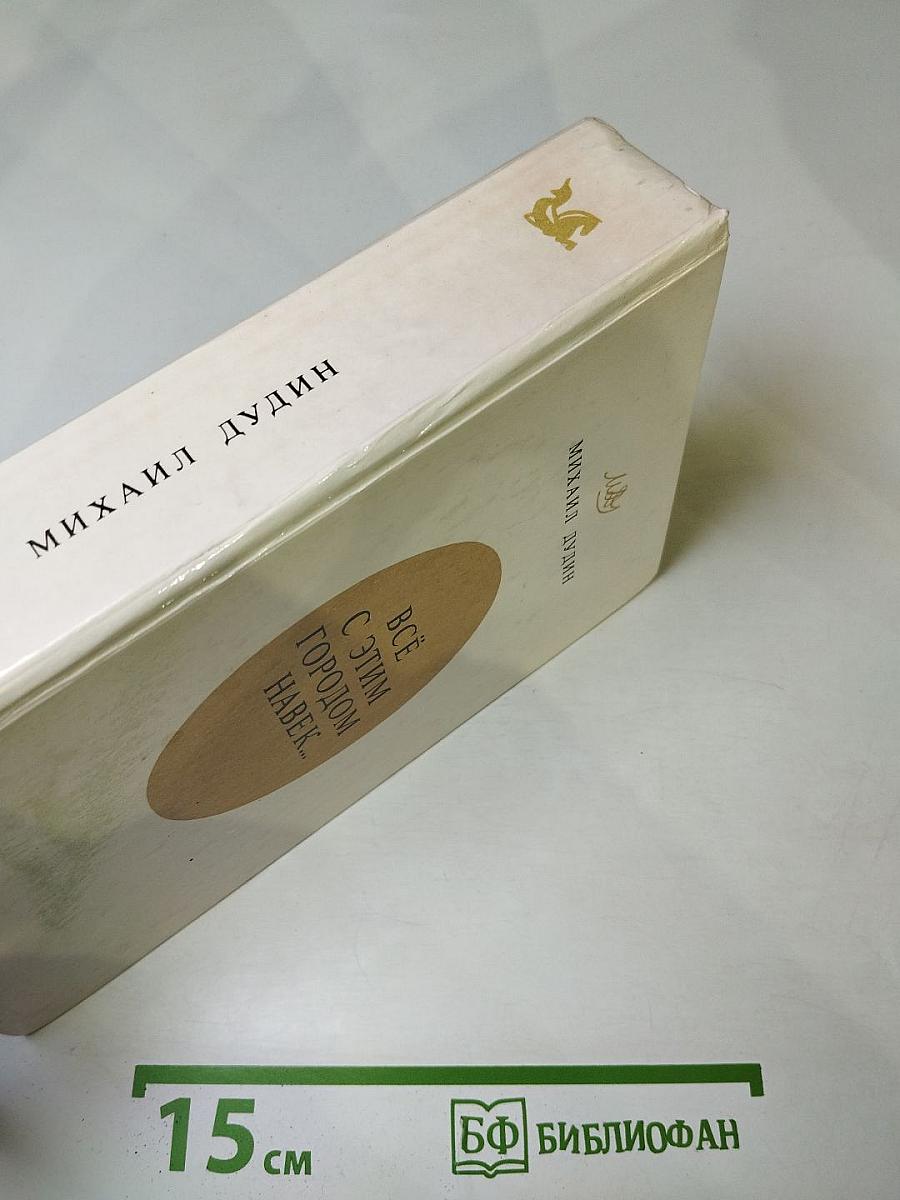 МИХАИЛ ДУДИН
МИХАИЛ ДУДИН
ВСЁ
С ЭТИМ
ГОРОДОМ
НАВЕК...
15 см
БФ БИБЛИОФАН